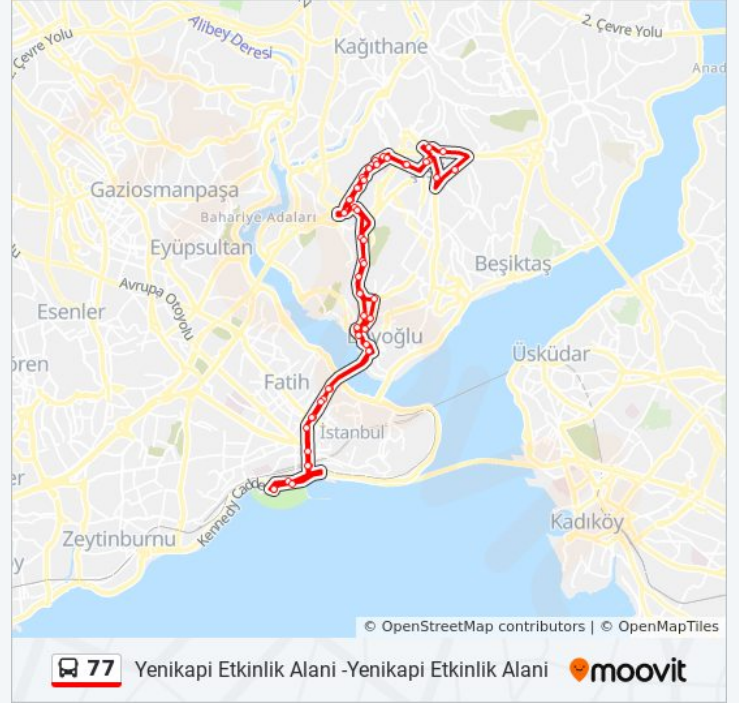 Alibey Deresi
Kağıthane
2. Çevre Yolu
. Çevre Yolu
Anad
Gaziosmanpaşa
Bahariye Adaları
Eyüpsultan
Beşiktaş
Avrupa Otoyolu
Esenler
Üsküdar
ören
Beyoğlu
Fatih
İstanbul
er
Kennedy Cadde
Kadıköy
Zeytinburnu
y
© OpenStreetMap contributors | © OpenMapTiles
77 Yenikapi Etkinlik Alani -Yenikapi Etkinlik Alani moovit